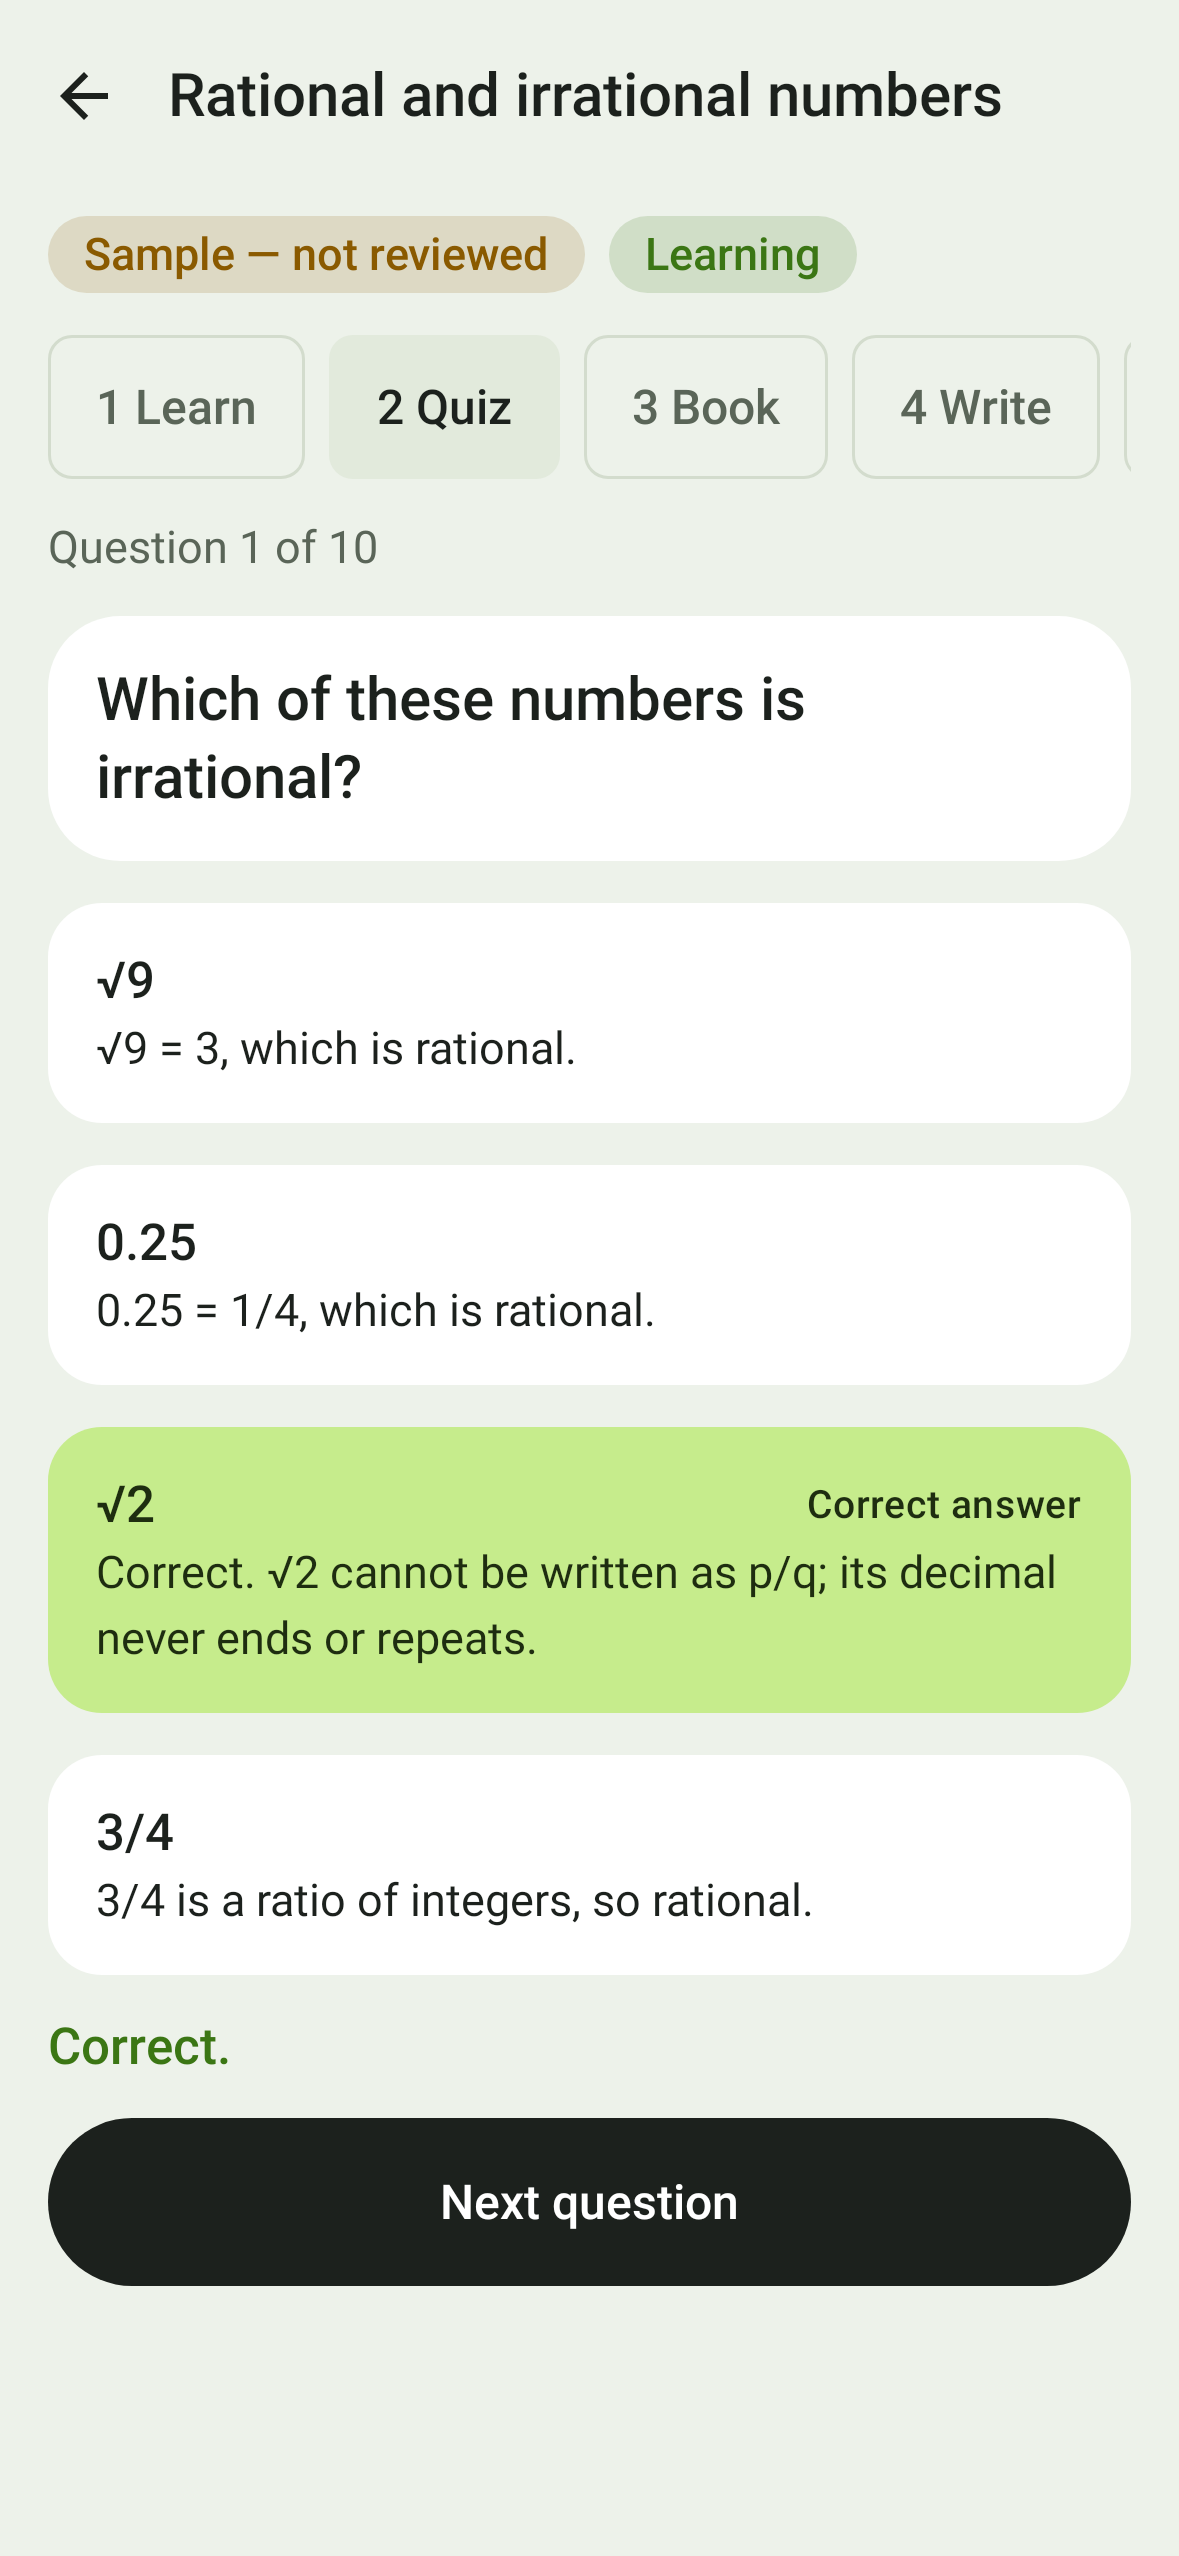 Rational and irrational numbers
Sample — not reviewed
Learning
1 Learn
2 Quiz
3 Book
4 Write
Question 1 of 10
Which of these numbers is
irrational?
√9
√9 = 3, which is rational.
0.25
0.25 = 1/4, which is rational.
√2
Correct answer
Correct. √2 cannot be written as p/q; its decimal
never ends or repeats.
3/4
3/4 is a ratio of integers, so rational.
Correct.
Next question